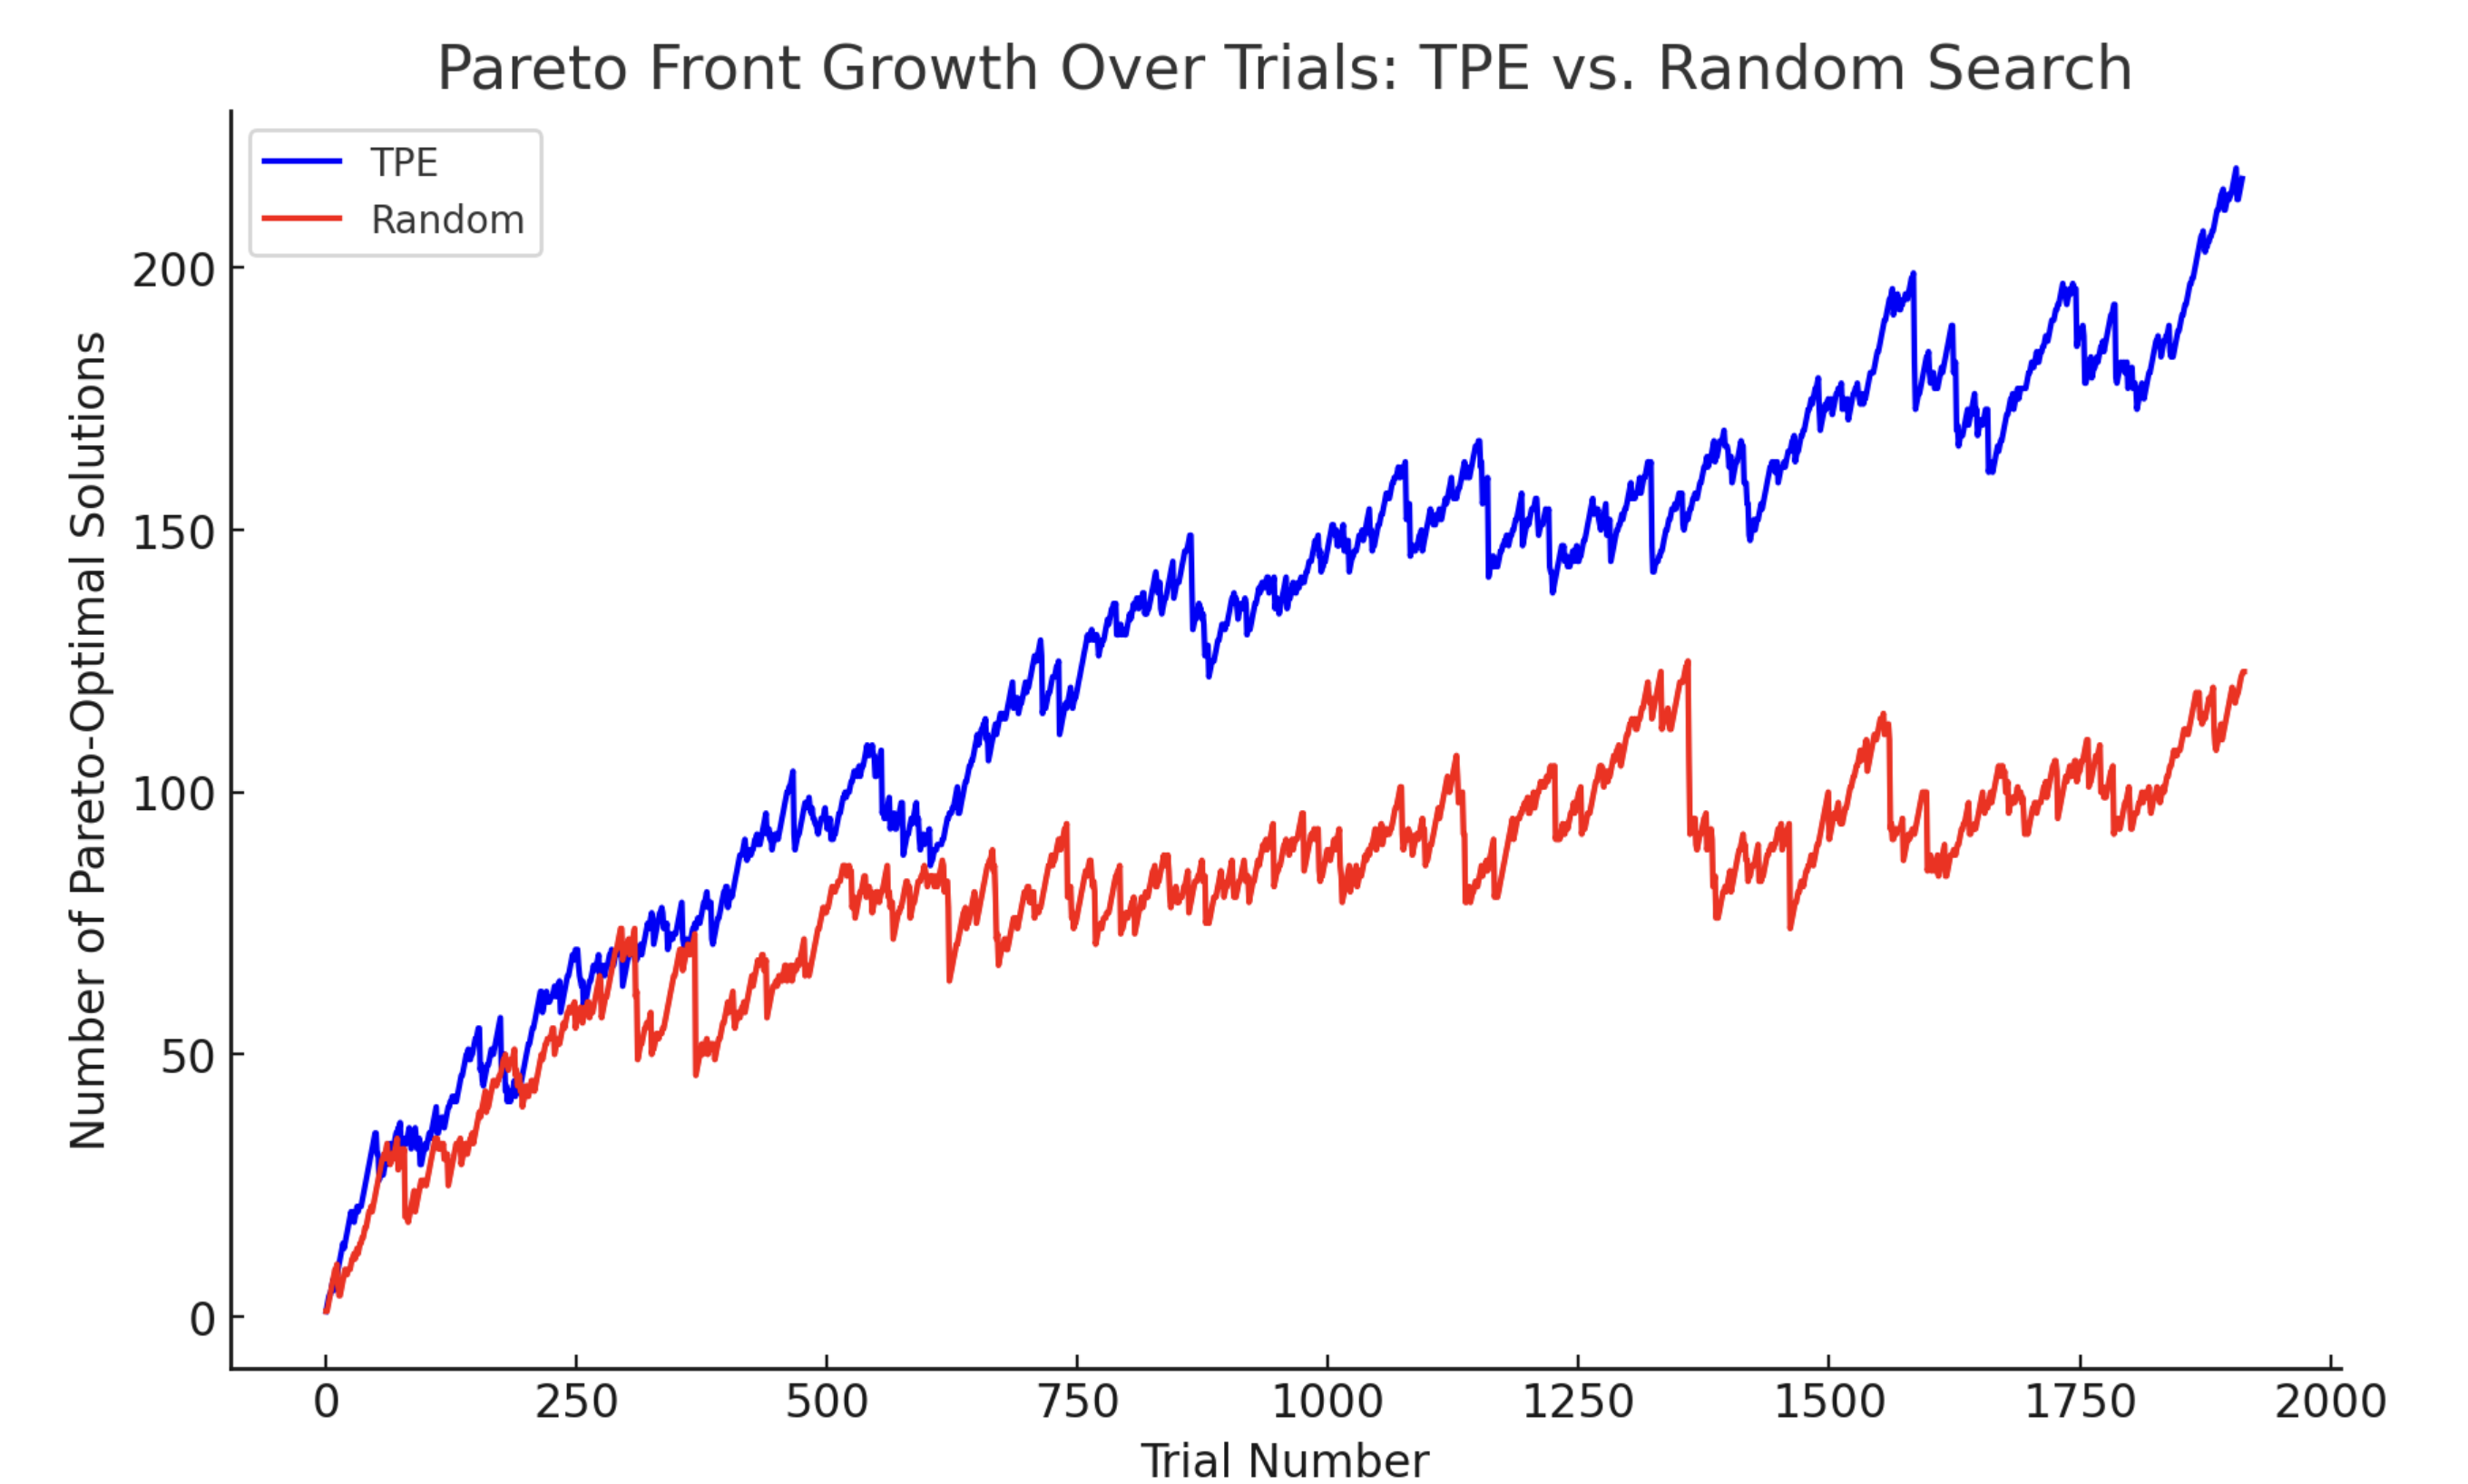 Pareto Front Growth Over Trials: TPE vs. Random Search
TPE
Random
Number of Pareto-Optimal Solutions
200
150
100
50
0
0 250 500 750 1000 1250 1500 1750 2000
Trial Number